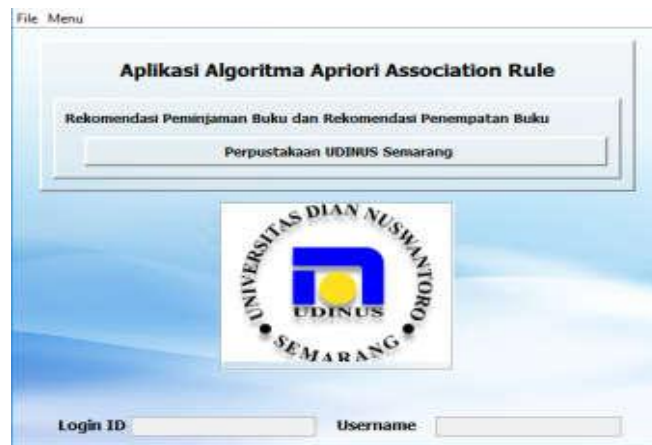 File Menu
Aplikasi Algoritma Apriori Association Rule
Rekomendasi Peminjaman Buku dan Rekomendasi Penempatan Buku
Perpustakaan UDINUS Semarang
UNIVERSITAS DIAN NUSWANTORO
UDINUS
SEMARANG
Login ID Username